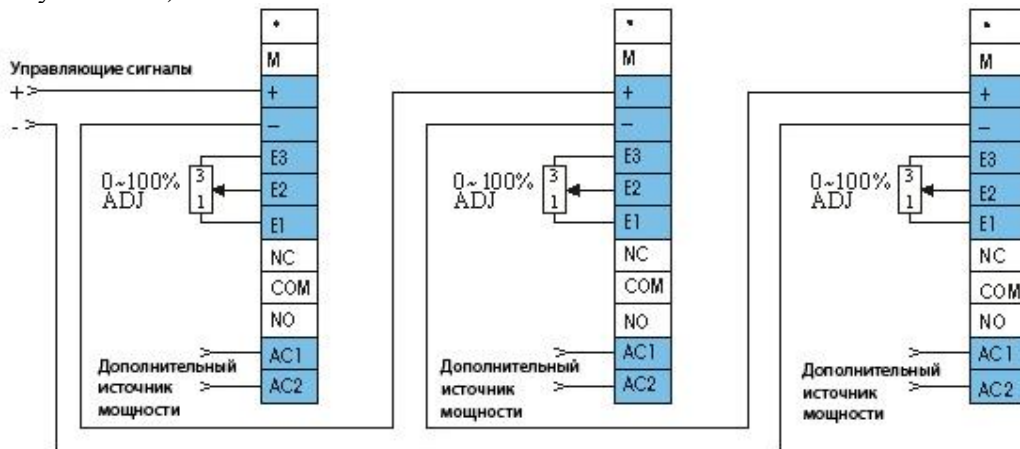 Управляющие сигналы
+
-
M
+
−
E3
E2
E1
NC
COM
NO
AC1
AC2
0~100%
ADJ
3
1
Дополнительный
источник
мощности
M
+
−
E3
E2
E1
NC
COM
NO
AC1
AC2
0~100%
ADJ
3
1
Дополнительный
источник
мощности
M
+
−
E3
E2
E1
NC
COM
NO
AC1
AC2
0~100%
ADJ
3
1
Дополнительный
источник
мощности